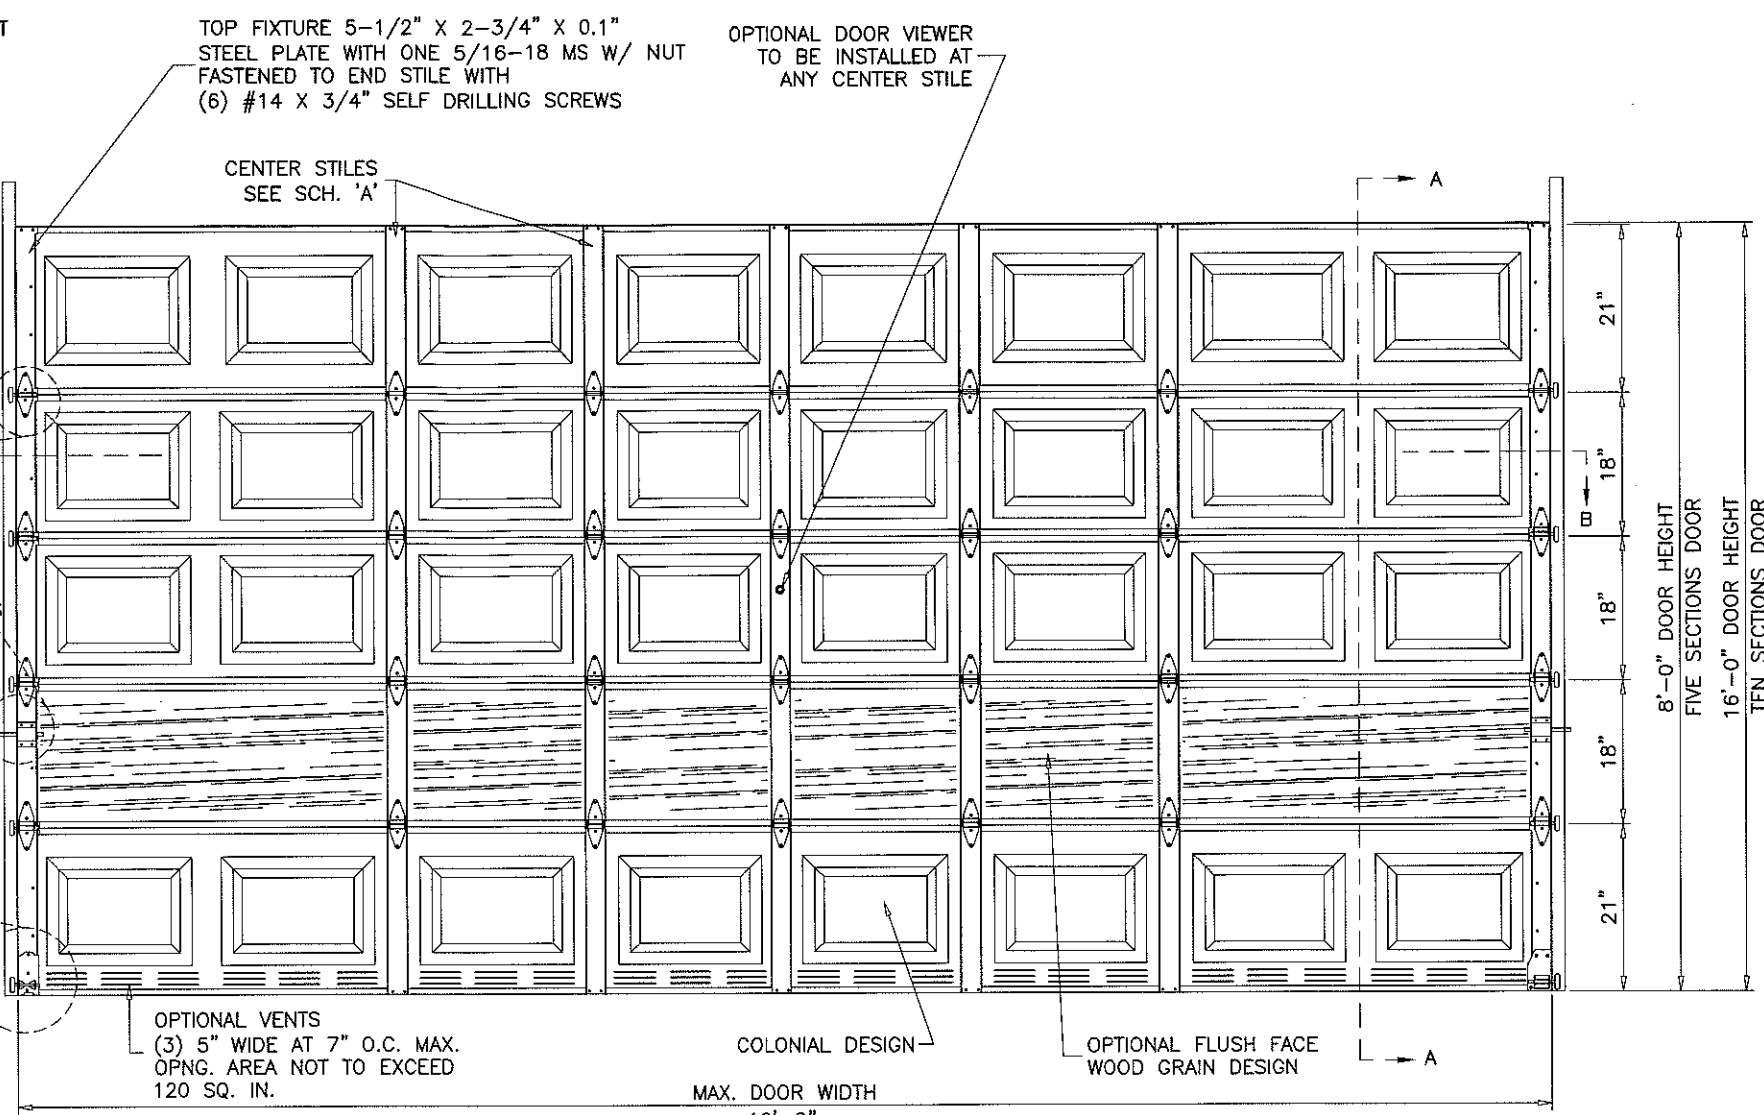 TOP FIXTURE 5-1/2" X 2-3/4" X 0.1"
STEEL PLATE WITH ONE 5/16-18 MS W/ NUT
FASTENED TO END STILE WITH
(6) #14 X 3/4" SELF DRILLING SCREWS
OPTIONAL DOOR VIEWER
TO BE INSTALLED AT
ANY CENTER STILE
CENTER STILES
SEE SCH. 'A'
A
21"
18"
B
18"
18"
21"
8'-0" DOOR HEIGHT
FIVE SECTIONS DOOR
16'-0" DOOR HEIGHT
TEN SECTIONS DOOR
OPTIONAL VENTS
(3) 5" WIDE AT 7" O.C. MAX.
OPNG. AREA NOT TO EXCEED
120 SQ. IN.
COLONIAL DESIGN
OPTIONAL FLUSH FACE
WOOD GRAIN DESIGN
A
MAX. DOOR WIDTH